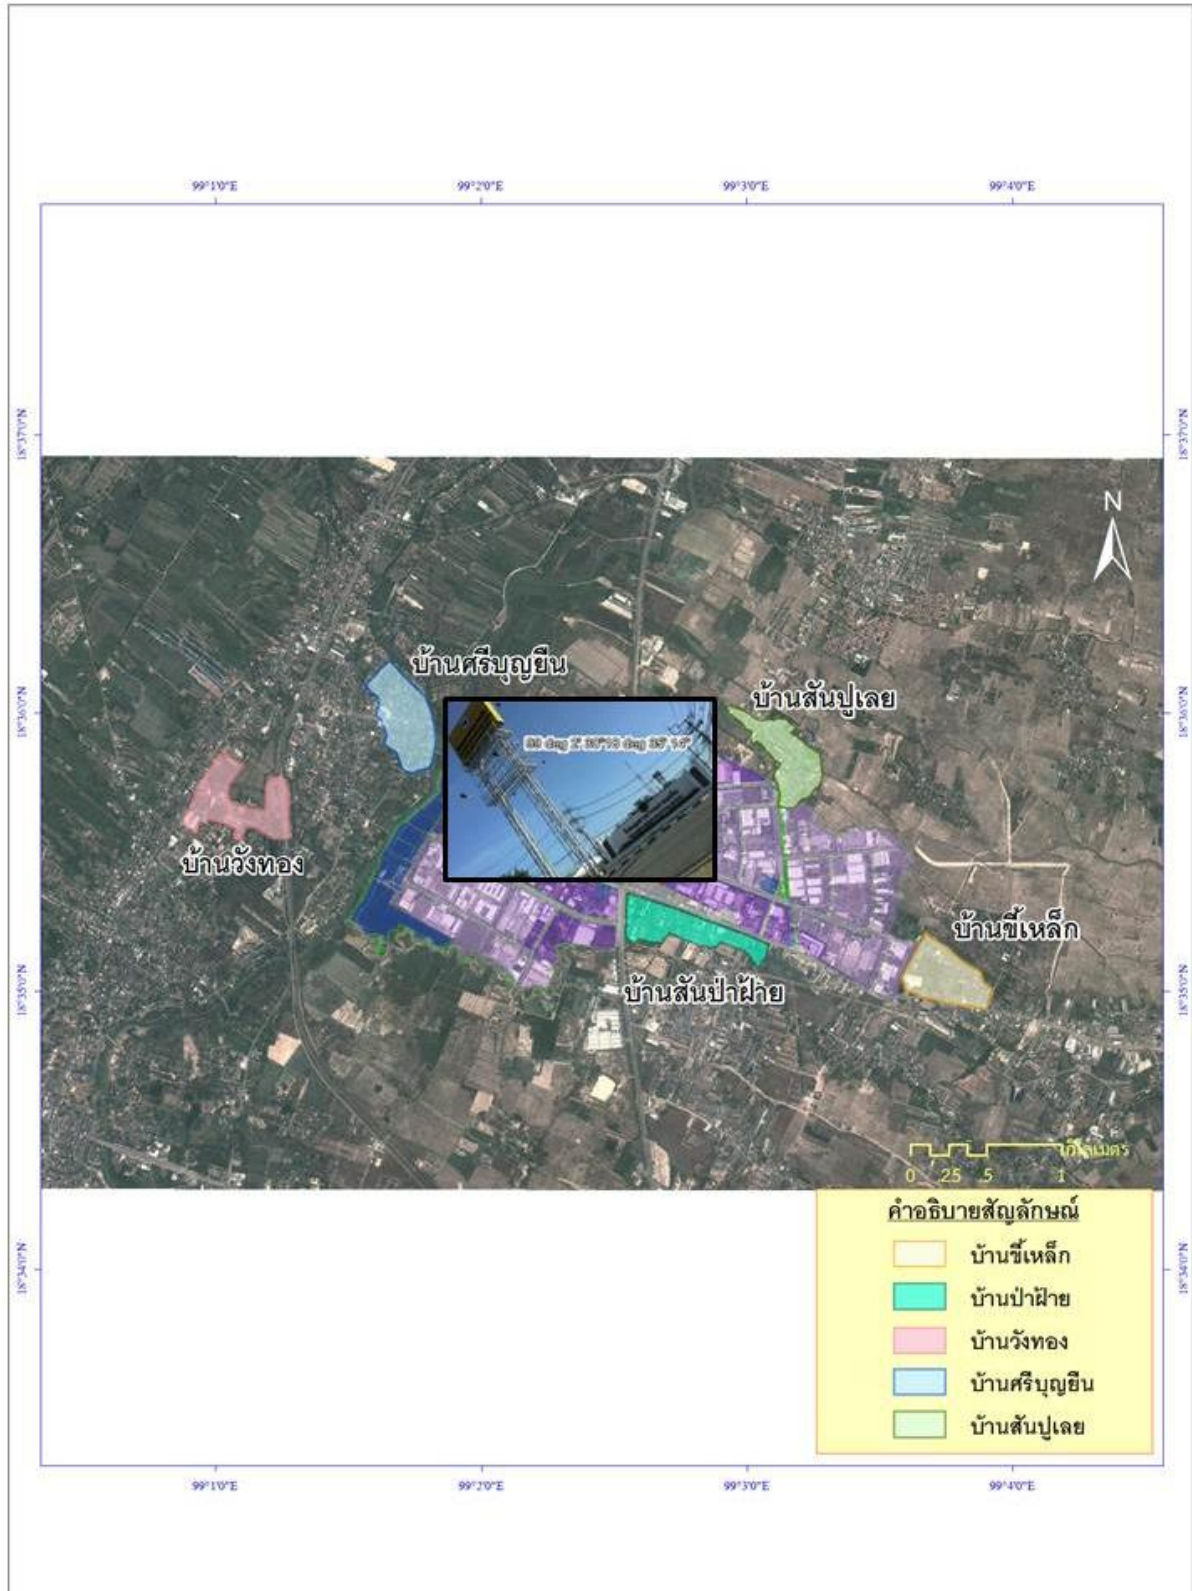 99°1'0"E 99°2'0"E 99°3'0"E 99°4'0"E
18°37'0"N 18°37'0"N
N
บ้านศรีบุญยืน
บ้านสันปูเลย
18°36'0"N 18°36'0"N
บ้านวังทอง
บ้านขี้เหล็ก
บ้านสันป่าฝ้าย
18°35'0"N 18°35'0"N
กิโลเมตร
0 .25 .5 1
คำอธิบายสัญลักษณ์
บ้านขี้เหล็ก
18°34'0"N 18°34'0"N
บ้านป่าฝ้าย
บ้านวังทอง
บ้านศรีบุญยืน
บ้านสันปูเลย
99°1'0"E 99°2'0"E 99°3'0"E 99°4'0"E